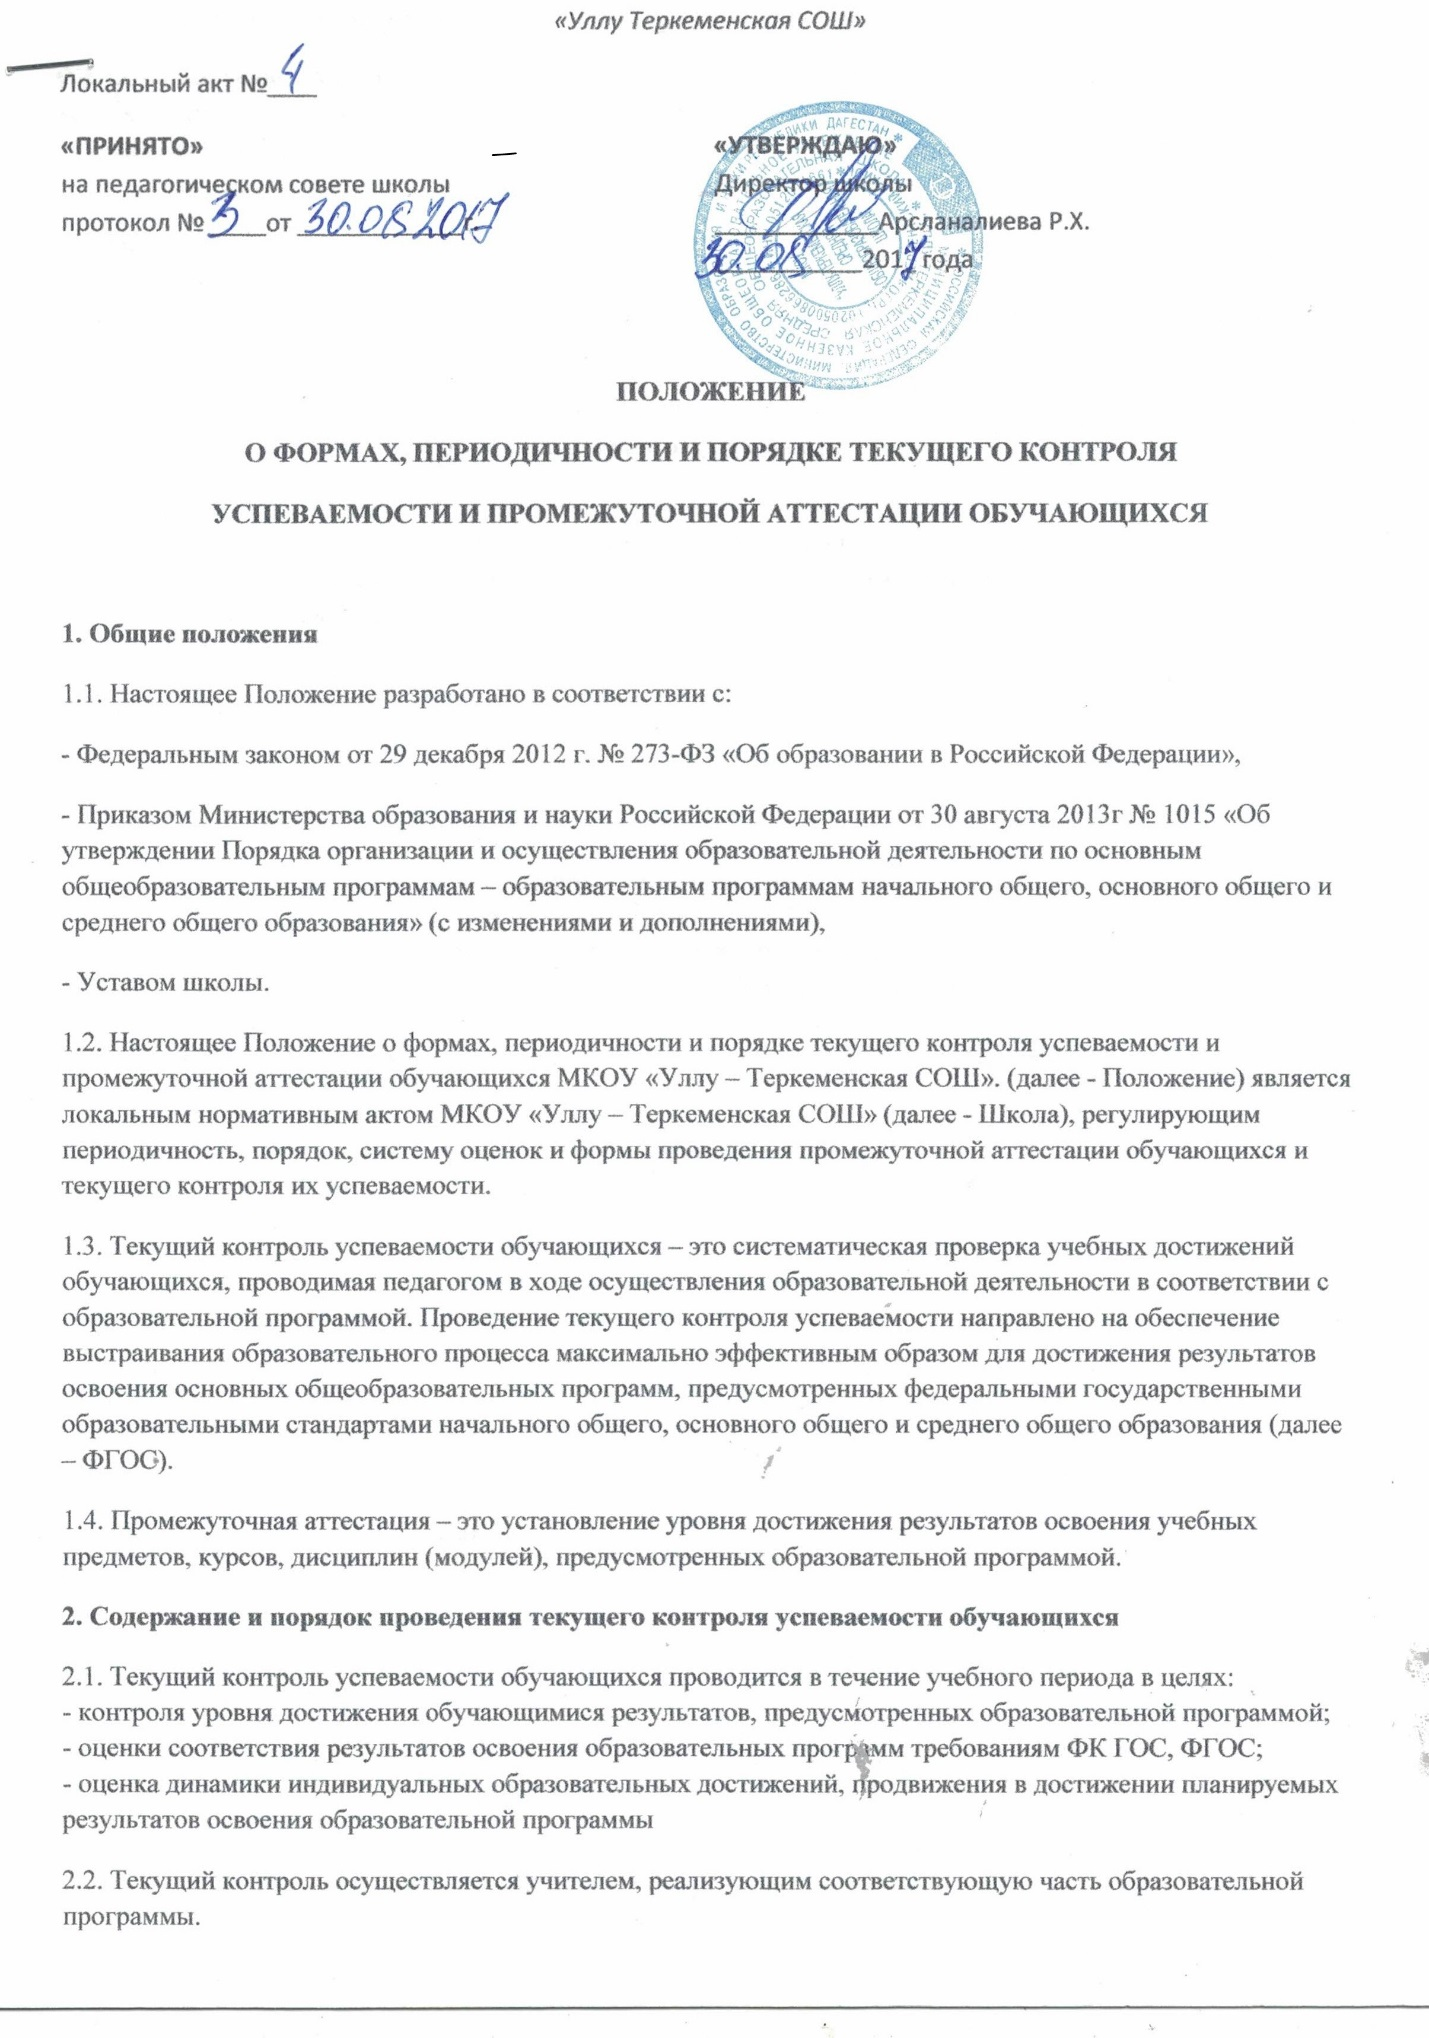 «Уллу Теркеменская СОШ»
Локальный акт № 4
«ПРИНЯТО»
на педагогическом совете школы
протокол № 3 от 30.08.2017 г.
«УТВЕРЖДАЮ»
Директор школы
Арсланалиева Р.Х.
30.08 2017 года
ПОЛОЖЕНИЕ
О ФОРМАХ, ПЕРИОДИЧНОСТИ И ПОРЯДКЕ ТЕКУЩЕГО КОНТРОЛЯ
УСПЕВАЕМОСТИ И ПРОМЕЖУТОЧНОЙ АТТЕСТАЦИИ ОБУЧАЮЩИХСЯ
1. Общие положения
1.1. Настоящее Положение разработано в соответствии с:
- Федеральным законом от 29 декабря 2012 г. № 273-ФЗ «Об образовании в Российской Федерации»,
- Приказом Министерства образования и науки Российской Федерации от 30 августа 2013г № 1015 «Об
утверждении Порядка организации и осуществления образовательной деятельности по основным
общеобразовательным программам – образовательным программам начального общего, основного общего и
среднего общего образования» (с изменениями и дополнениями),
- Уставом школы.
1.2. Настоящее Положение о формах, периодичности и порядке текущего контроля успеваемости и
промежуточной аттестации обучающихся МКОУ «Уллу – Теркеменская СОШ». (далее - Положение) является
локальным нормативным актом МКОУ «Уллу – Теркеменская СОШ» (далее - Школа), регулирующим
периодичность, порядок, систему оценок и формы проведения промежуточной аттестации обучающихся и
текущего контроля их успеваемости.
1.3. Текущий контроль успеваемости обучающихся – это систематическая проверка учебных достижений
обучающихся, проводимая педагогом в ходе осуществления образовательной деятельности в соответствии с
образовательной программой. Проведение текущего контроля успеваемости направлено на обеспечение
выстраивания образовательного процесса максимально эффективным образом для достижения результатов
освоения основных общеобразовательных программ, предусмотренных федеральными государственными
образовательными стандартами начального общего, основного общего и среднего общего образования (далее
– ФГОС).
1.4. Промежуточная аттестация – это установление уровня достижения результатов освоения учебных
предметов, курсов, дисциплин (модулей), предусмотренных образовательной программой.
2. Содержание и порядок проведения текущего контроля успеваемости обучающихся
2.1. Текущий контроль успеваемости обучающихся проводится в течение учебного периода в целях:
- контроля уровня достижения обучающимися результатов, предусмотренных образовательной программой;
- оценки соответствия результатов освоения образовательных программ требованиям ФК ГОС, ФГОС;
- оценка динамики индивидуальных образовательных достижений, продвижения в достижении планируемых
результатов освоения образовательной программы
2.2. Текущий контроль осуществляется учителем, реализующим соответствующую часть образовательной
программы.